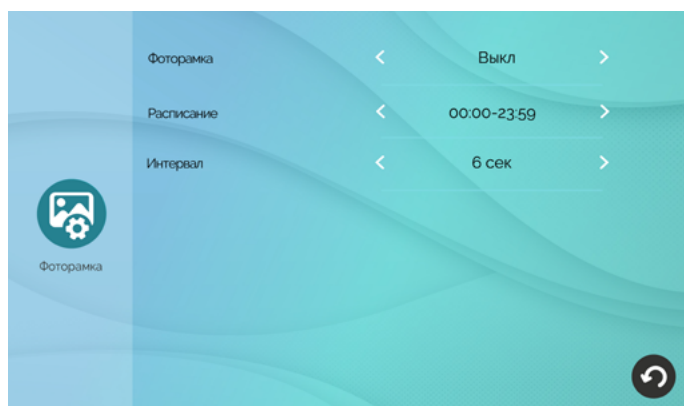 Фоторамка Выкл
Расписание 00:00-23:59
Интервал 6 сек
Фоторамка